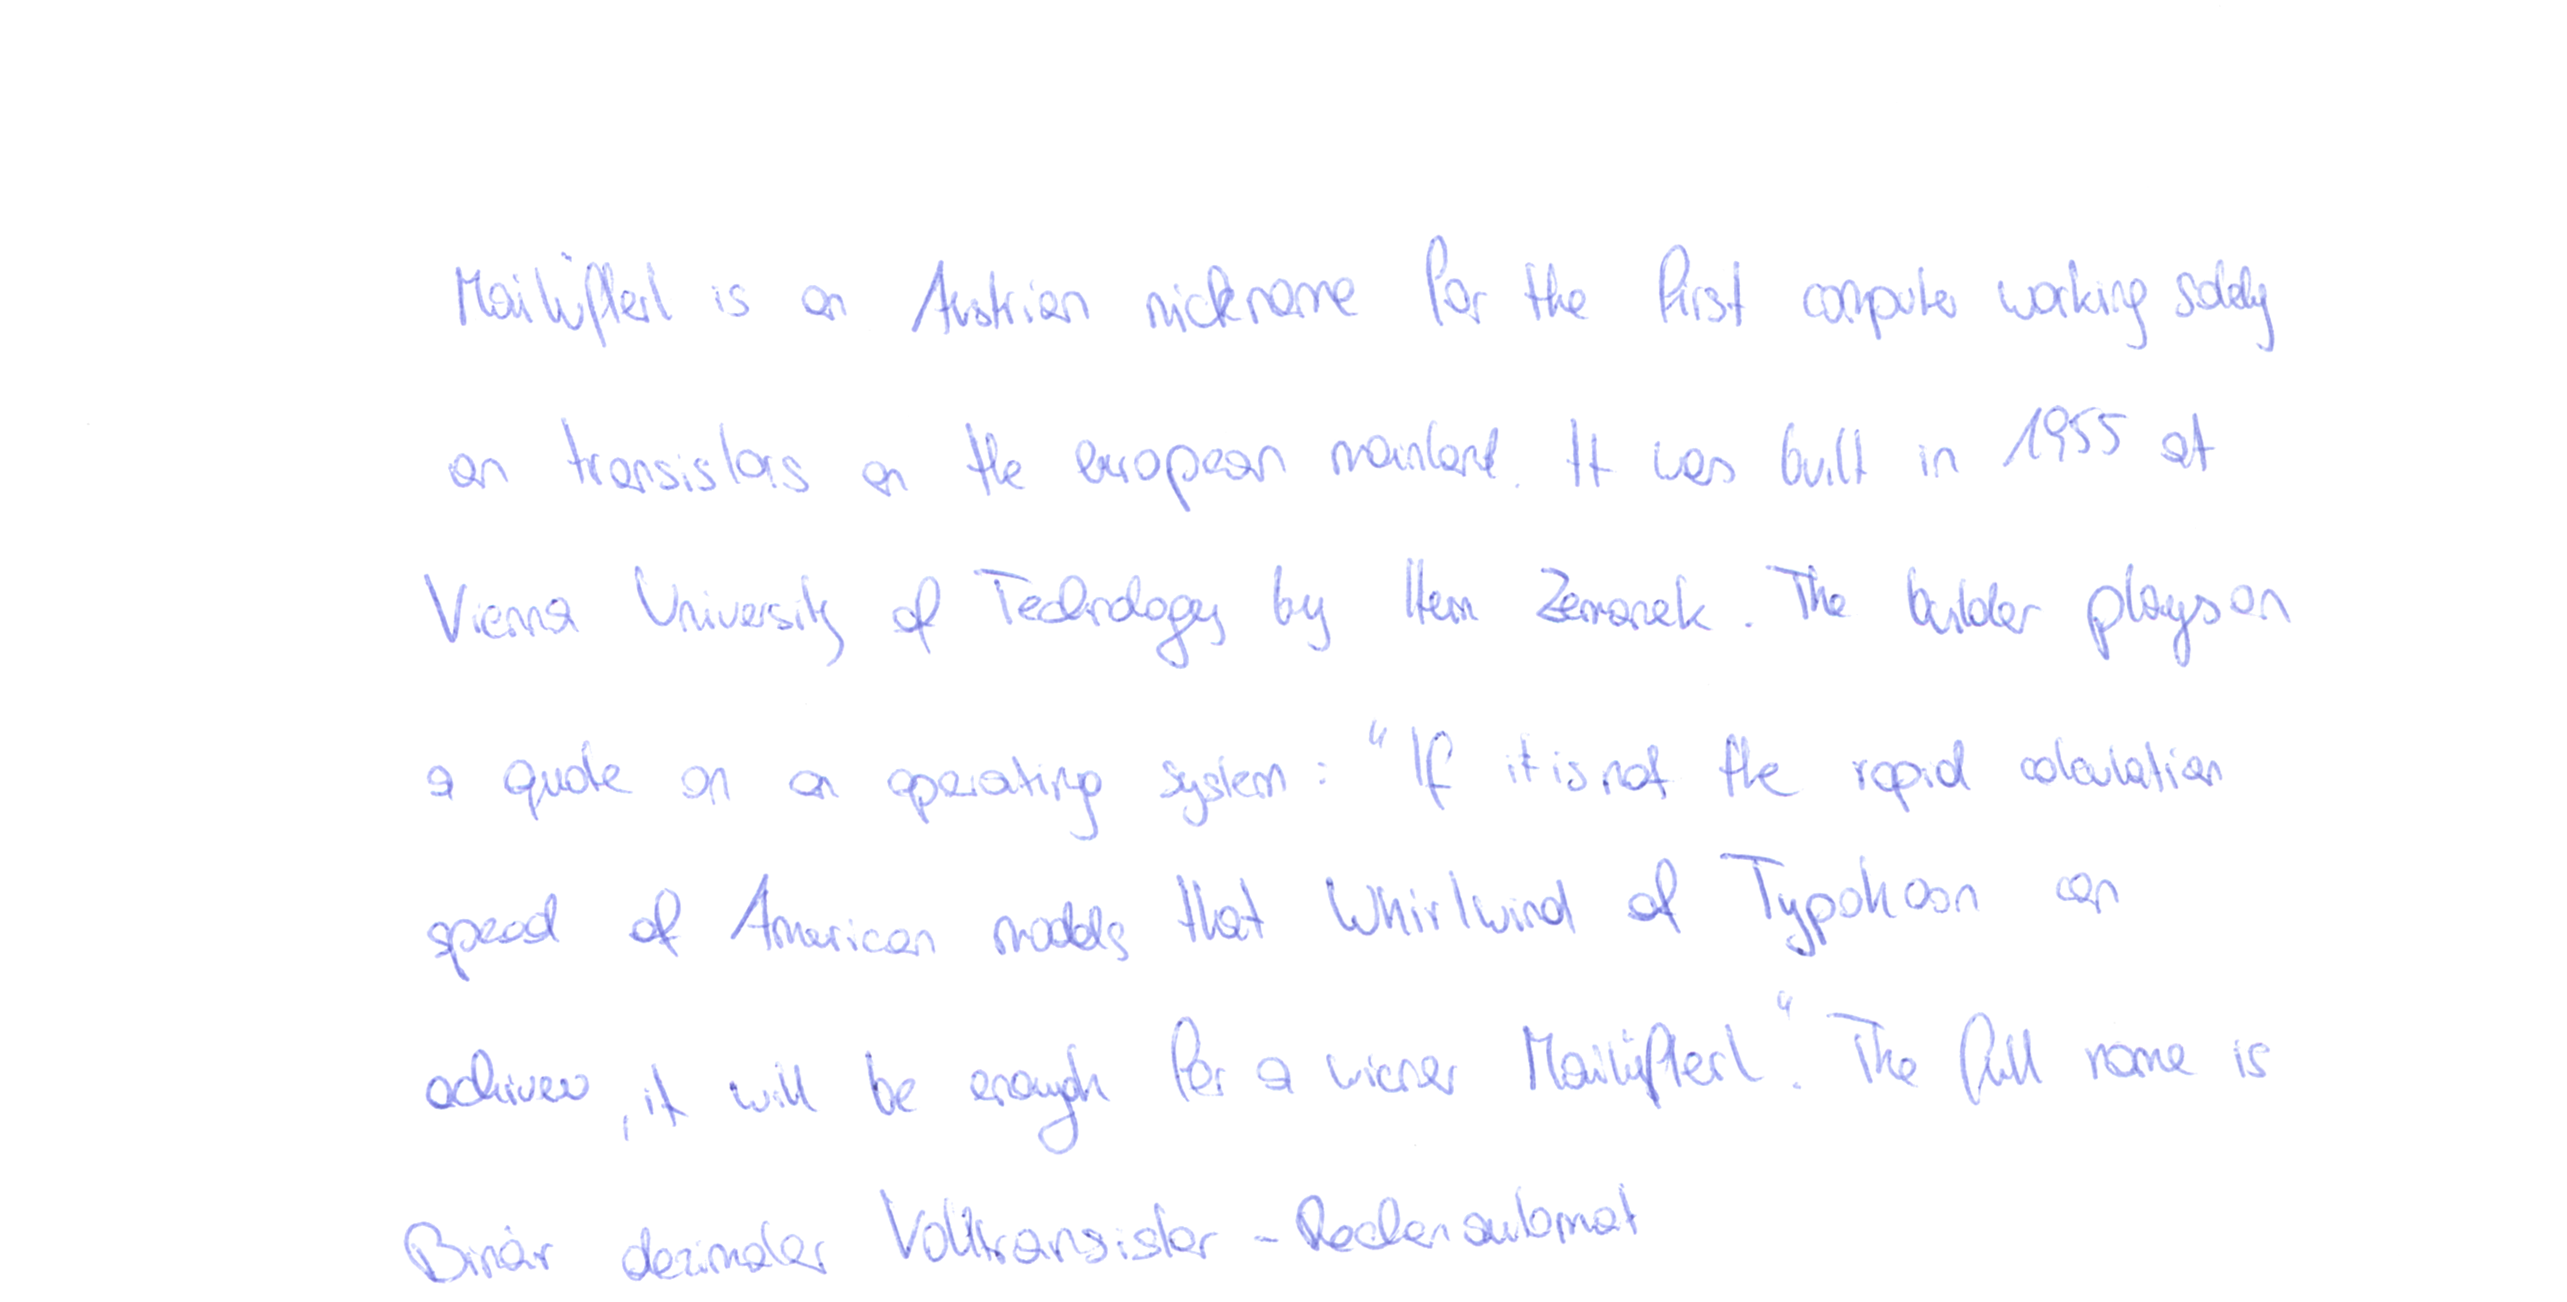 Mailüfterl is an Austrian nickname for the first computer working solely
on transistors on the european mainland. It was built in 1955 at
Vienna University of Technology by Hem Zemanek. The builder plays on
a quote on an operating system: "If it is not the rapid calculation
speed of American models that Whirlwind of Typohoon can
achiven, it will be enough for a wiener Mailüfterl". The full name is
Binär dezimaler Volltransistor-Rechenautomat